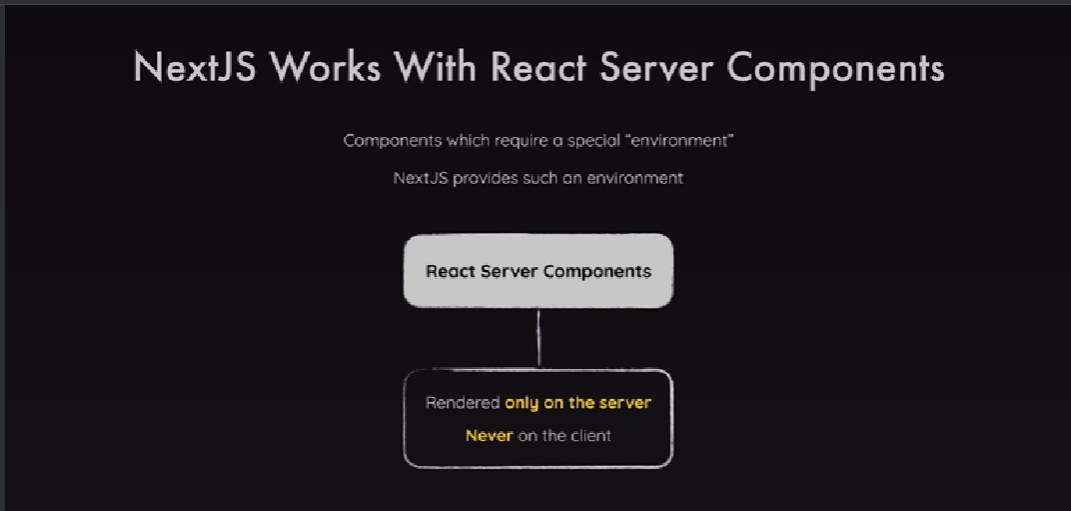 NextJS Works With React Server Components
Components which require a special “environment”
NextJS provides such an environment
React Server Components
Rendered only on the server
Never on the client